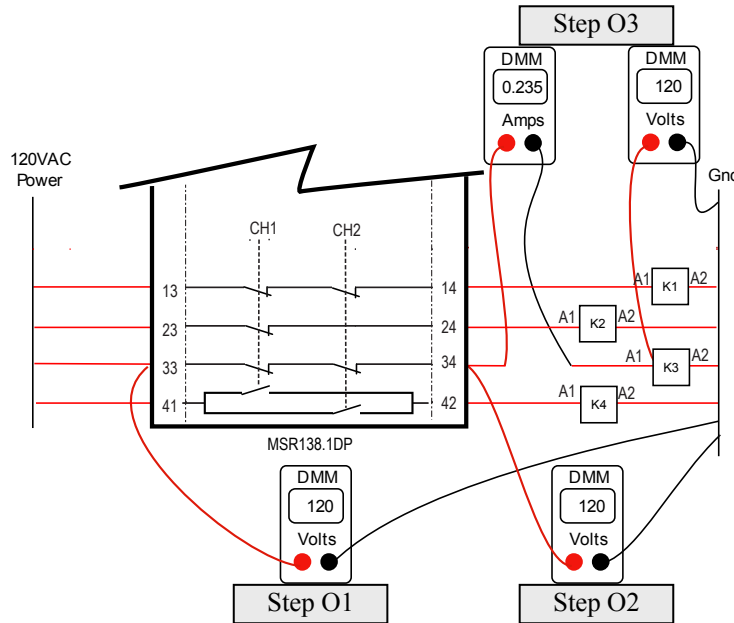 Step O3
DMM
0.235
Amps
DMM
120
Volts
120VAC
Power
Gnd
CH1
CH2
13
14
A1
K1
A2
23
24
A1
K2
A2
33
34
A1
K3
A2
41
42
A1
K4
A2
MSR138.1DP
DMM
120
Volts
Step O1
DMM
120
Volts
Step O2